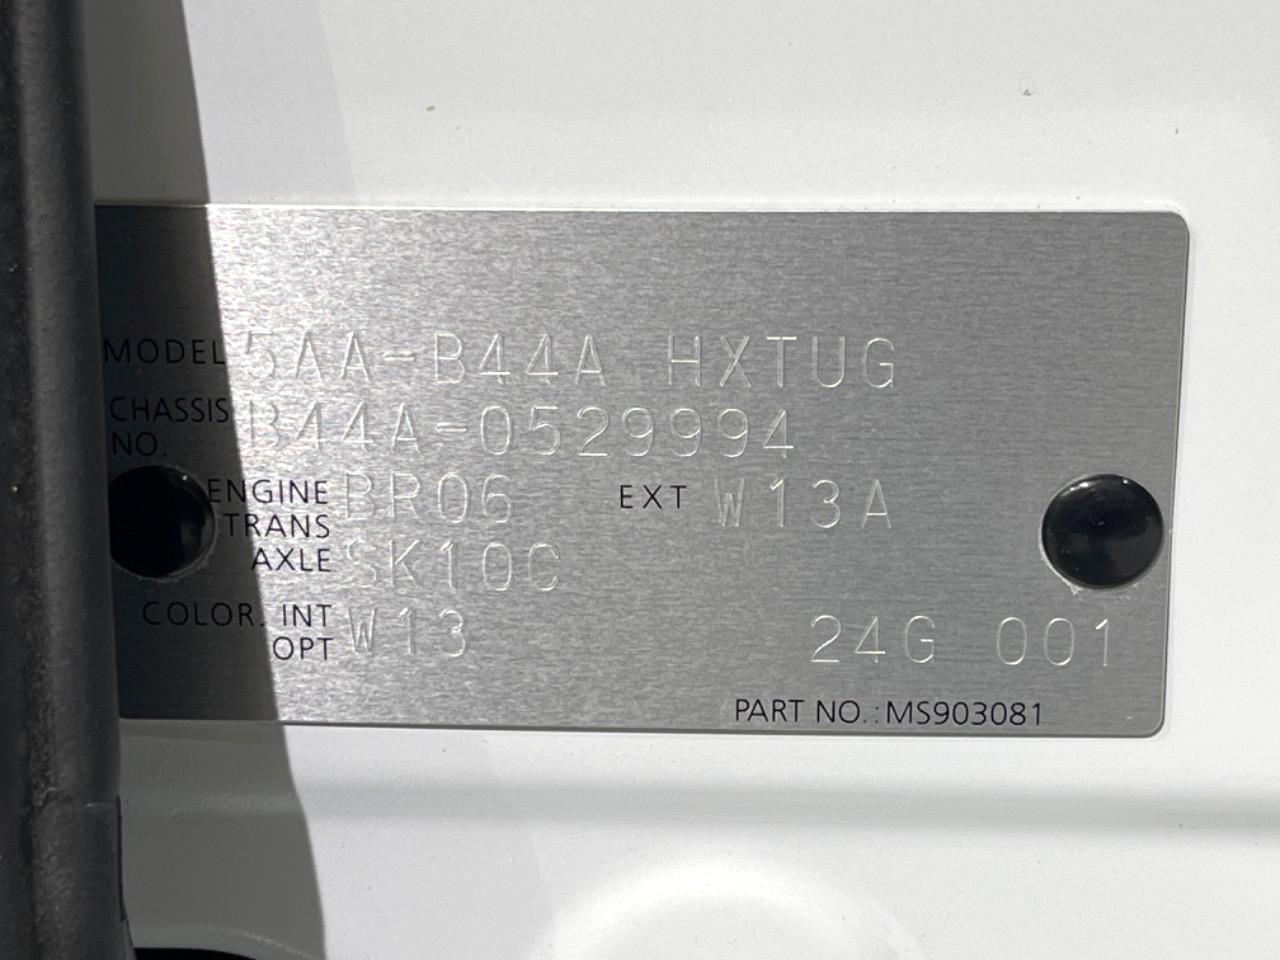 MODEL 5AA-B44A HXTUG
CHASSIS NO. B44A-0529994
ENGINE BR06 EXT W13A
TRANS AXLE SK10C
COLOR. INT OPT W13 24G 001
PART NO.: MS903081